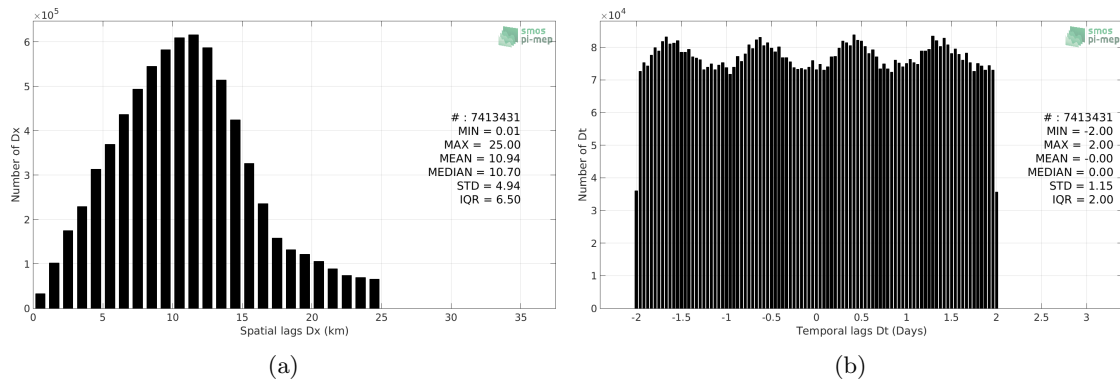 ×10⁵
smos
pi-mep
6
5
4
3
2
1
0
Number of Dx
# : 7413431
MIN = 0.01
MAX = 25.00
MEAN = 10.94
MEDIAN = 10.70
STD = 4.94
IQR = 6.50
0 5 10 15 20 25 30 35
Spatial lags Dx (km)
(a)
×10⁴
smos
pi-mep
8
7
6
5
4
3
2
1
0
Number of Dt
# : 7413431
MIN = -2.00
MAX = 2.00
MEAN = -0.00
MEDIAN = 0.00
STD = 1.15
IQR = 2.00
-2 -1.5 -1 -0.5 0 0.5 1 1.5 2 2.5 3
Temporal lags Dt (Days)
(b)